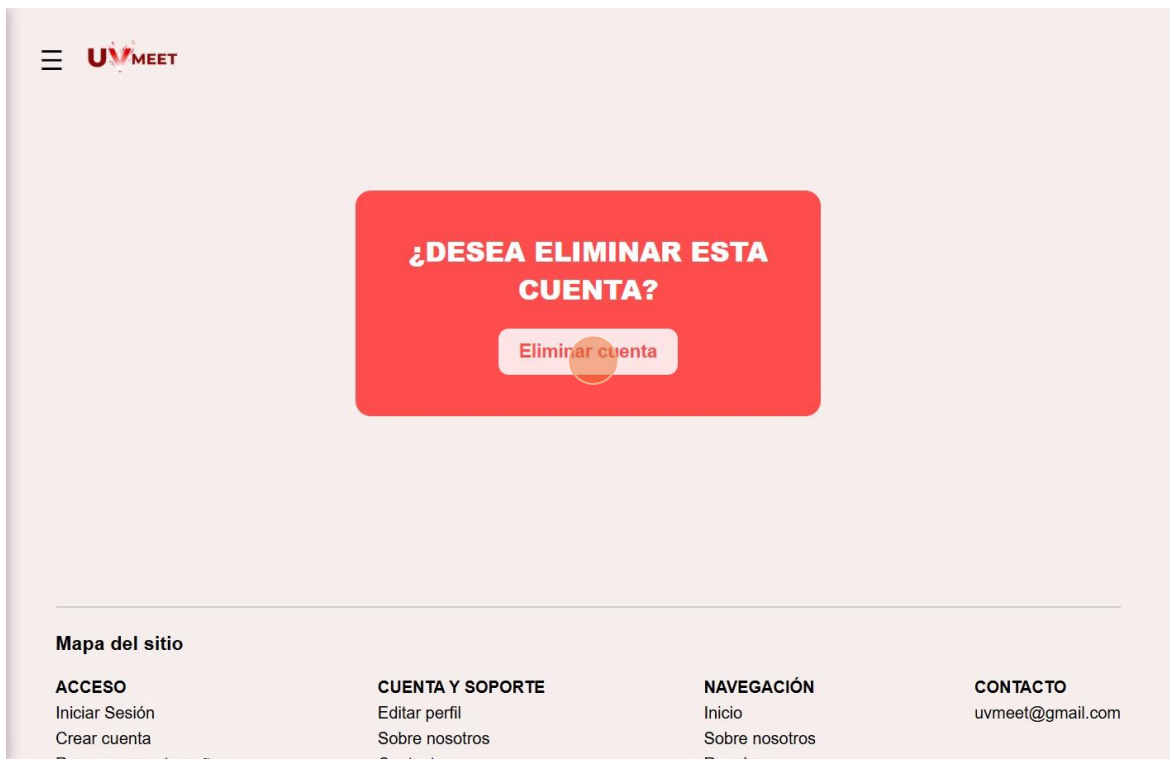 UVMEET
¿DESEA ELIMINAR ESTA
CUENTA?
Eliminar cuenta
Mapa del sitio
ACCESO
Iniciar Sesión
Crear cuenta
CUENTA Y SOPORTE
Editar perfil
Sobre nosotros
NAVEGACIÓN
Inicio
Sobre nosotros
CONTACTO
uvmeet@gmail.com